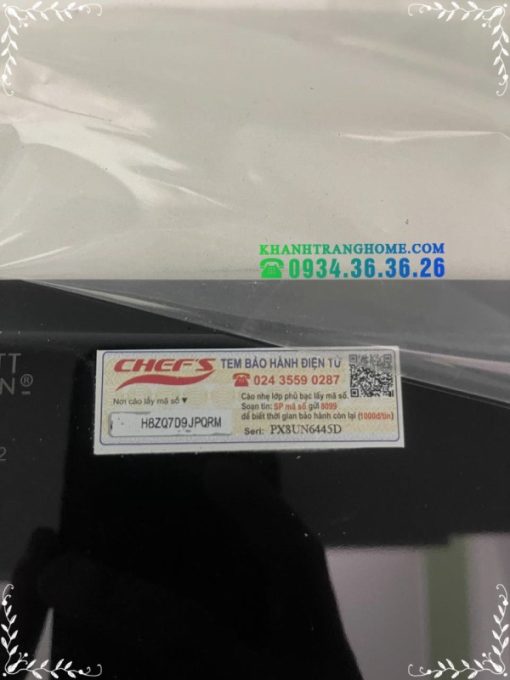 KHANHTRANGHOME.COM
☎ 0934.36.36.26
TT
N®
2
CHEF'S
TEM BẢO HÀNH ĐIỆN TỬ
☎ 024 3559 0287
Nơi cào lấy mã số ▼
H8ZQ7D9JPQRM
Cào nhẹ lớp phủ bạc lấy mã số.
Soạn tin: SP mã số gửi 8099
để biết thời gian bảo hành còn lại (1000đ/tin)
Seri: PX8UN6445D